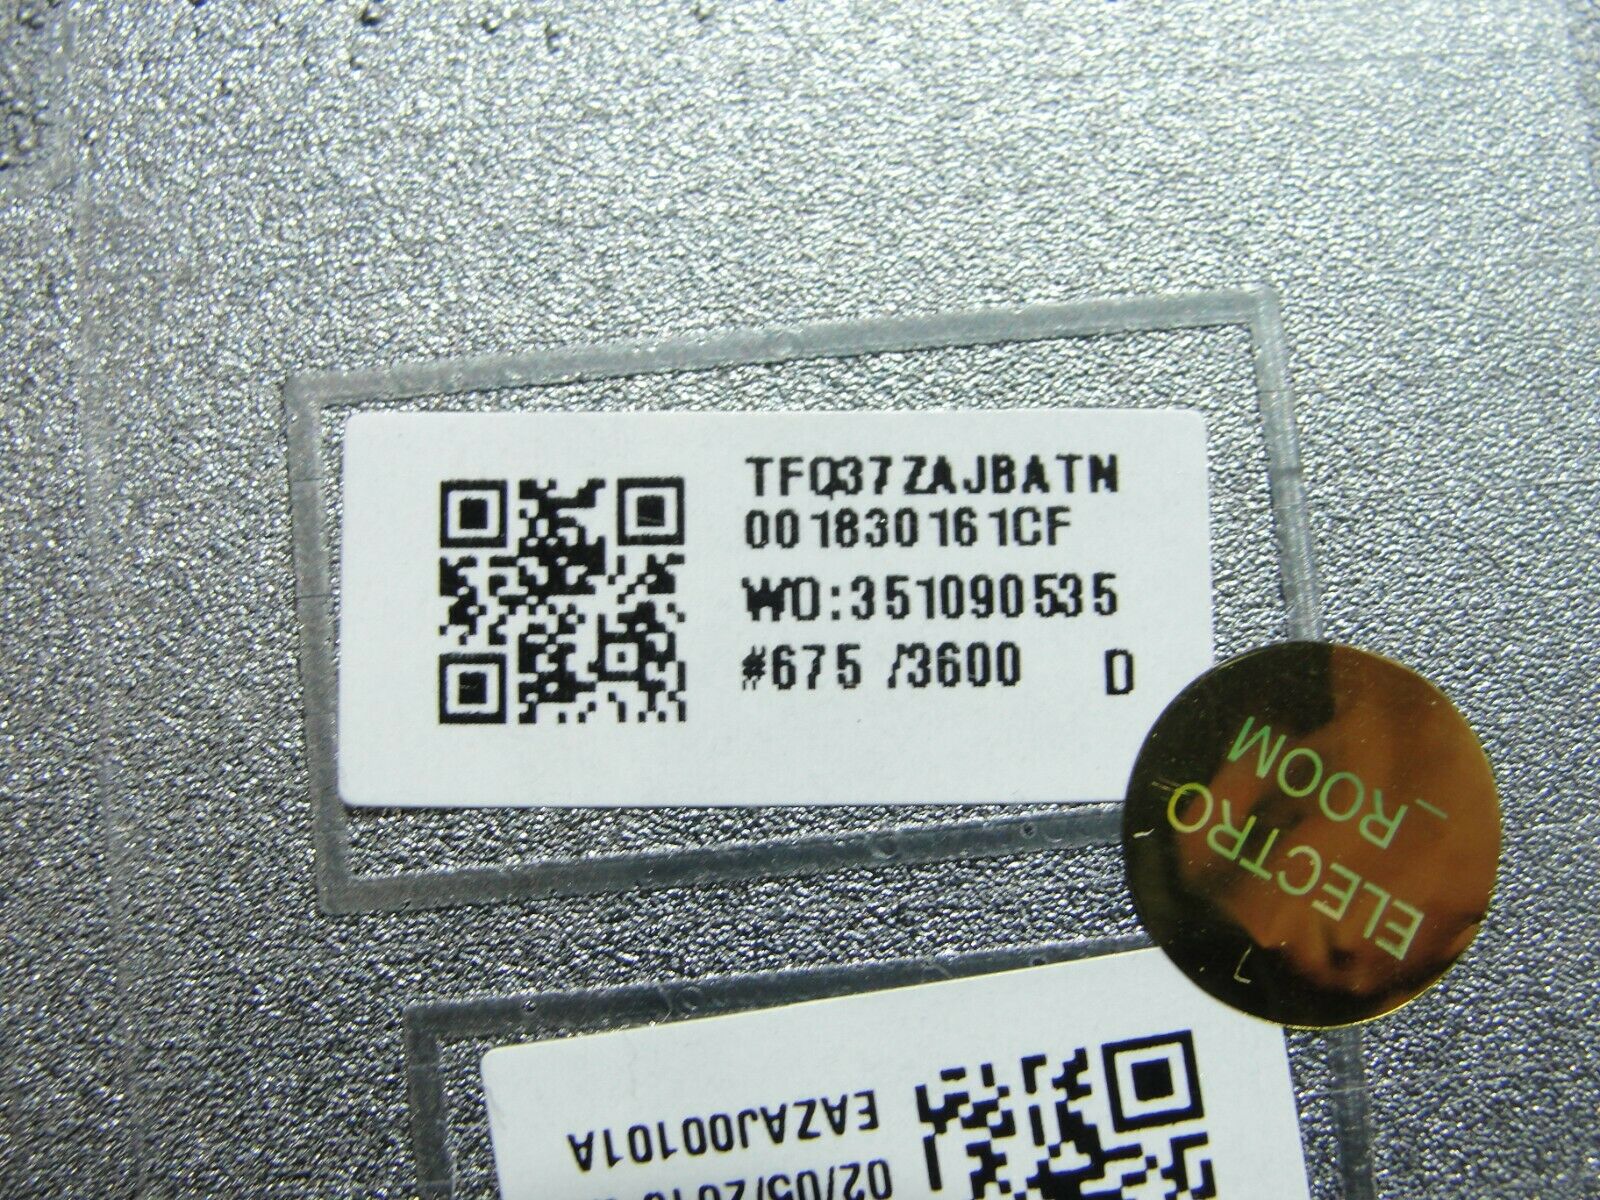 TFQ37ZAJBATN
001830161CF
WO:351090535
#675 /3600 D
ELECTRO
_ROOM
EAZAJ00101A